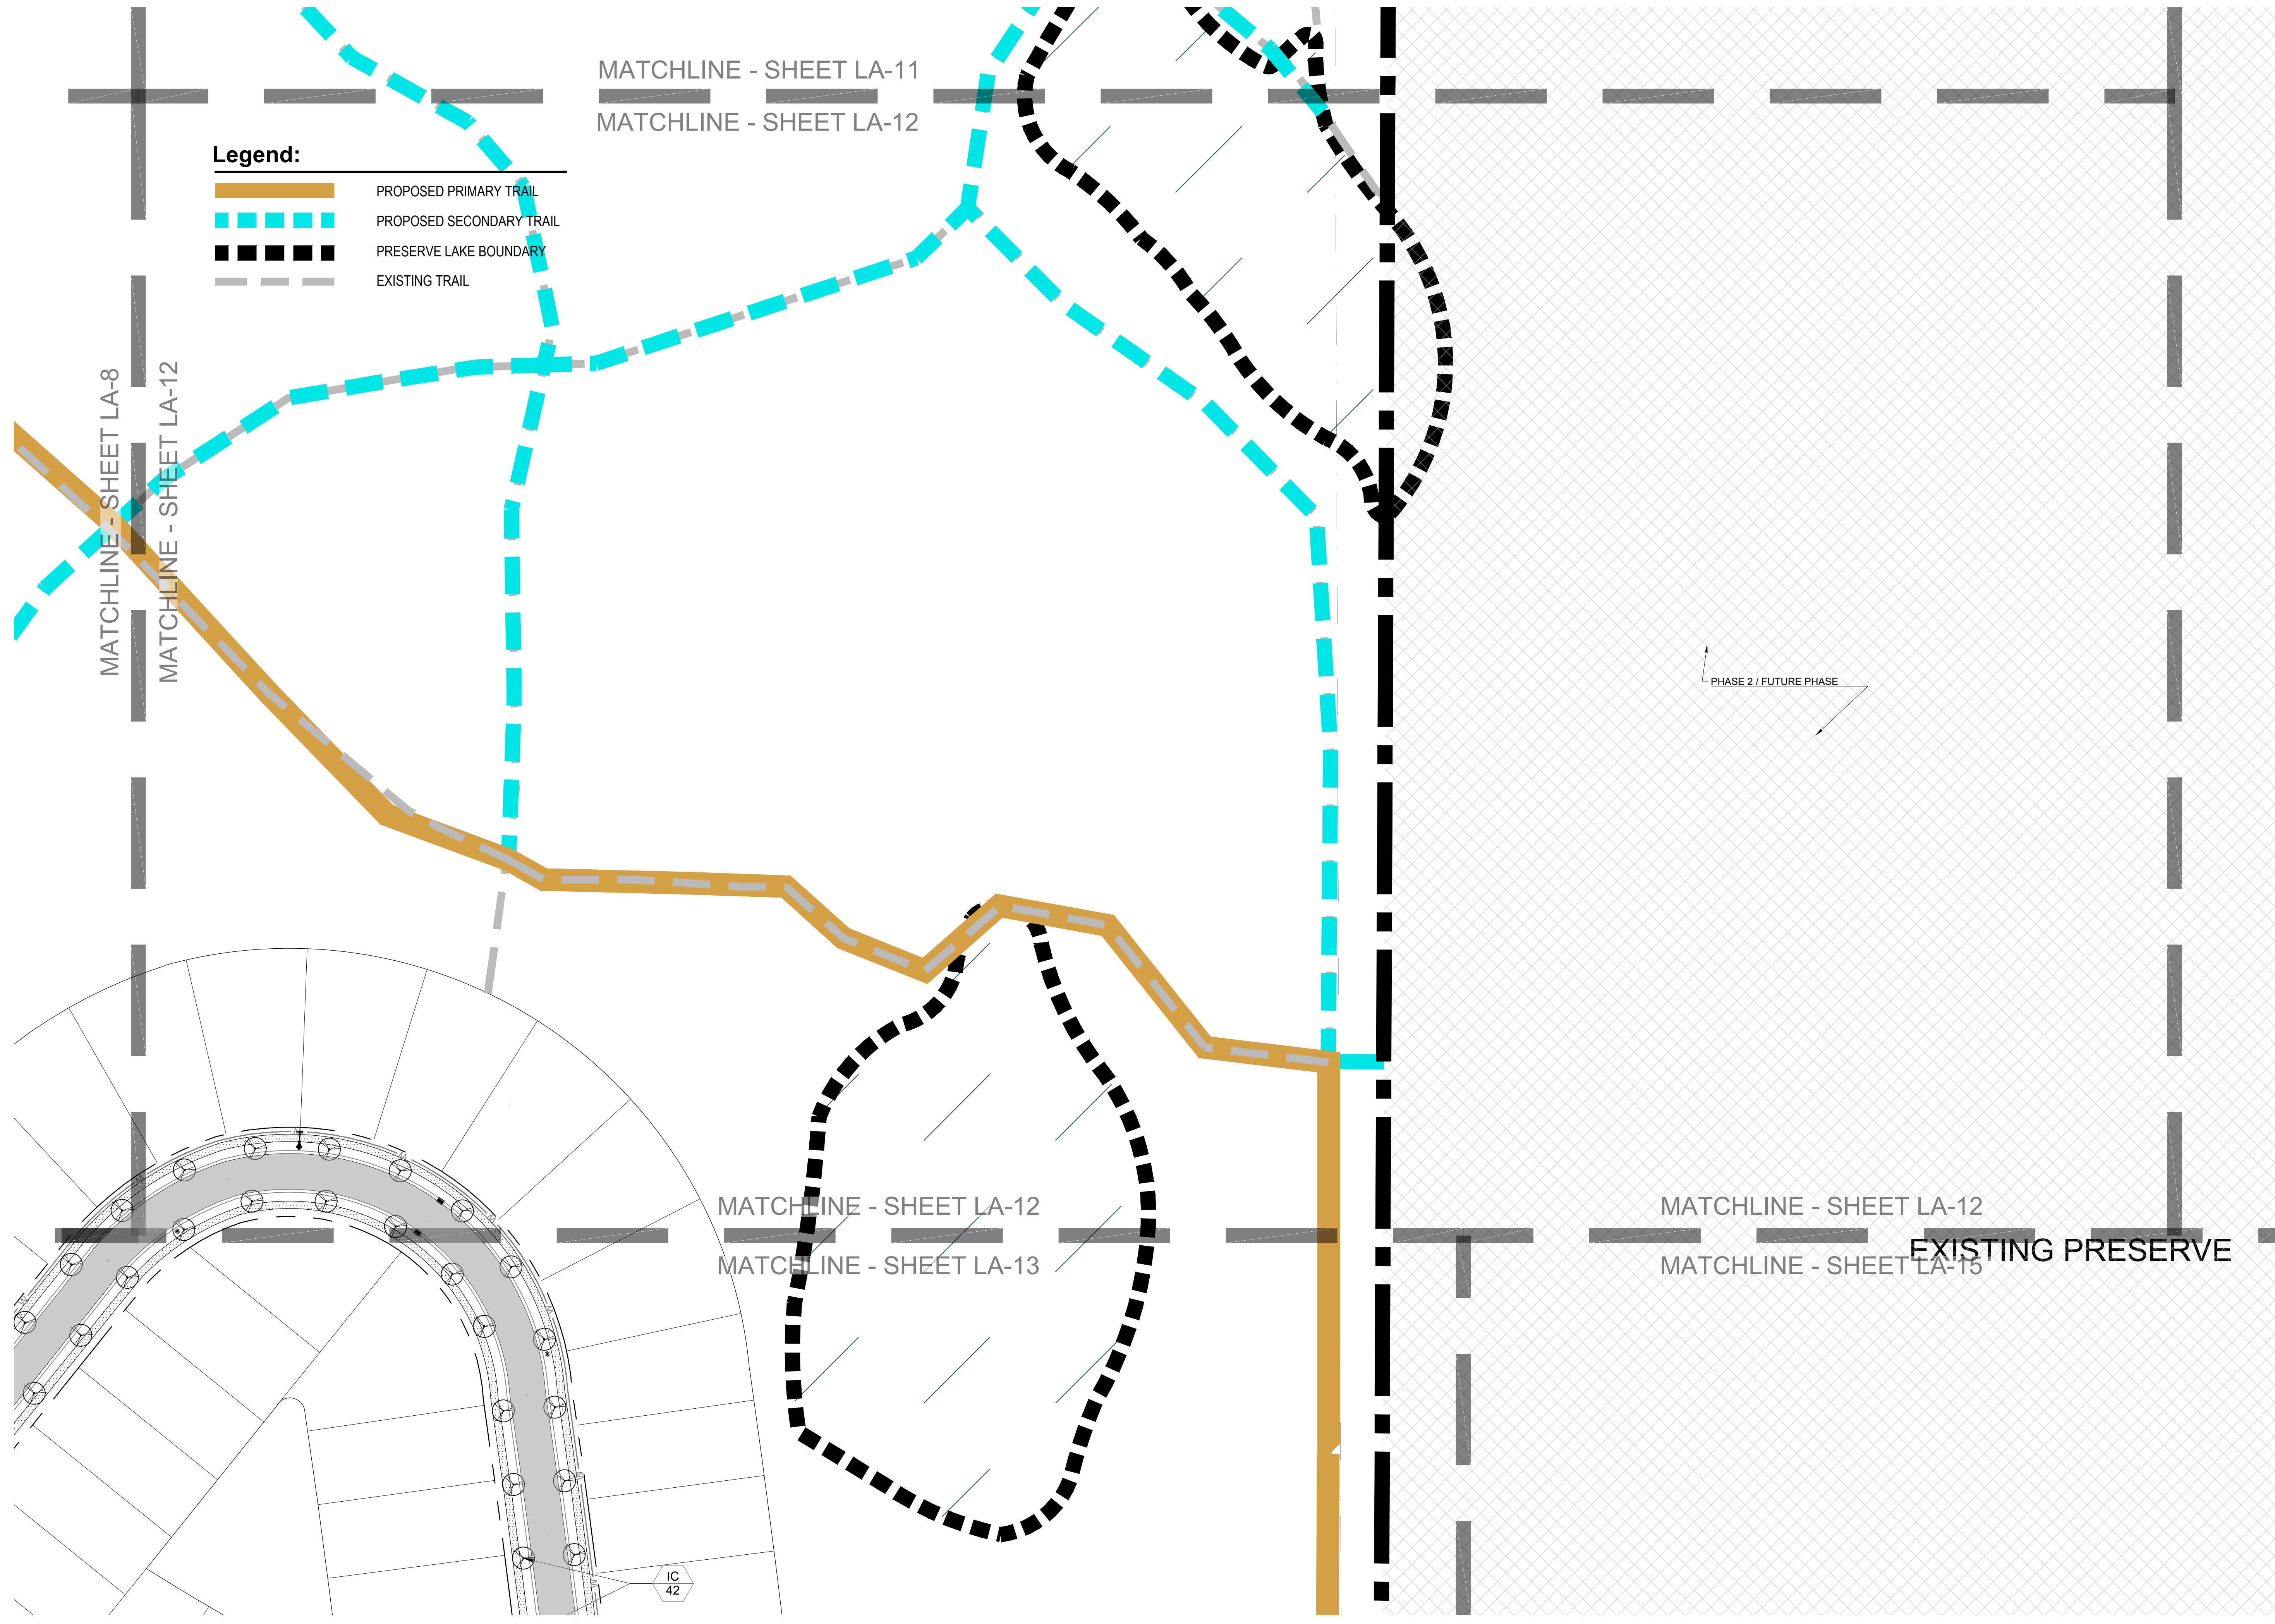 MATCHLINE - SHEET LA-11
MATCHLINE - SHEET LA-12
Legend:
PROPOSED PRIMARY TRAIL
PROPOSED SECONDARY TRAIL
PRESERVE LAKE BOUNDARY
EXISTING TRAIL
MATCHLINE - SHEET LA-8
MATCHLINE - SHEET LA-12
PHASE 2 / FUTURE PHASE
MATCHLINE - SHEET LA-12
MATCHLINE - SHEET LA-13
MATCHLINE - SHEET LA-12
EXISTING PRESERVE
MATCHLINE - SHEET LA-15
IC
42